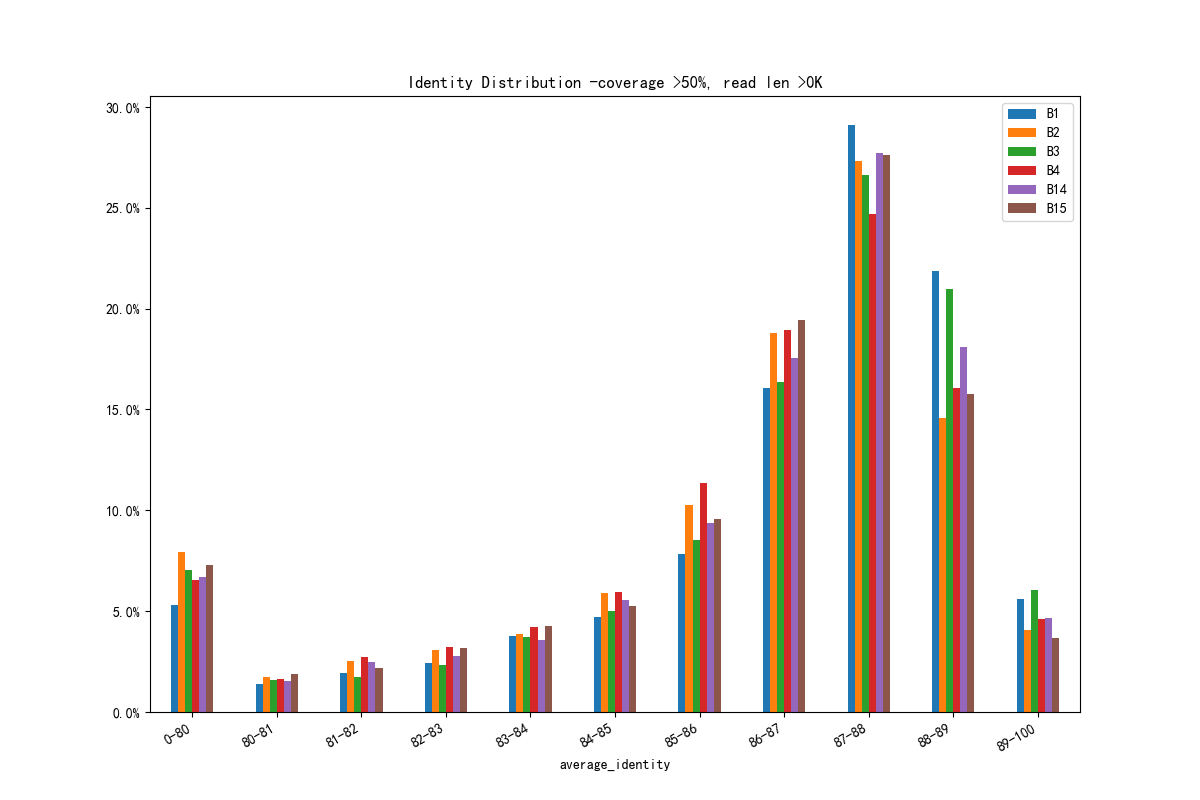 Identity Distribution -coverage >50%, read len >0K
30.0%
25.0%
20.0%
15.0%
10.0%
5.0%
0.0%
B1
B2
B3
B4
B14
B15
0-80
80-81
81-82
82-83
83-84
84-85
85-86
86-87
87-88
88-89
89-100
average_identity